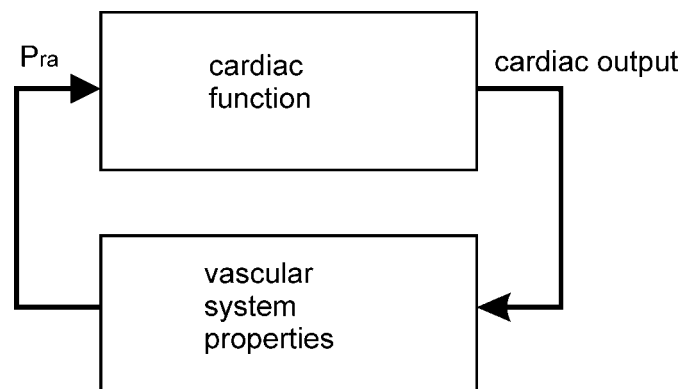 Pra
cardiac output
cardiac
function
vascular
system
properties